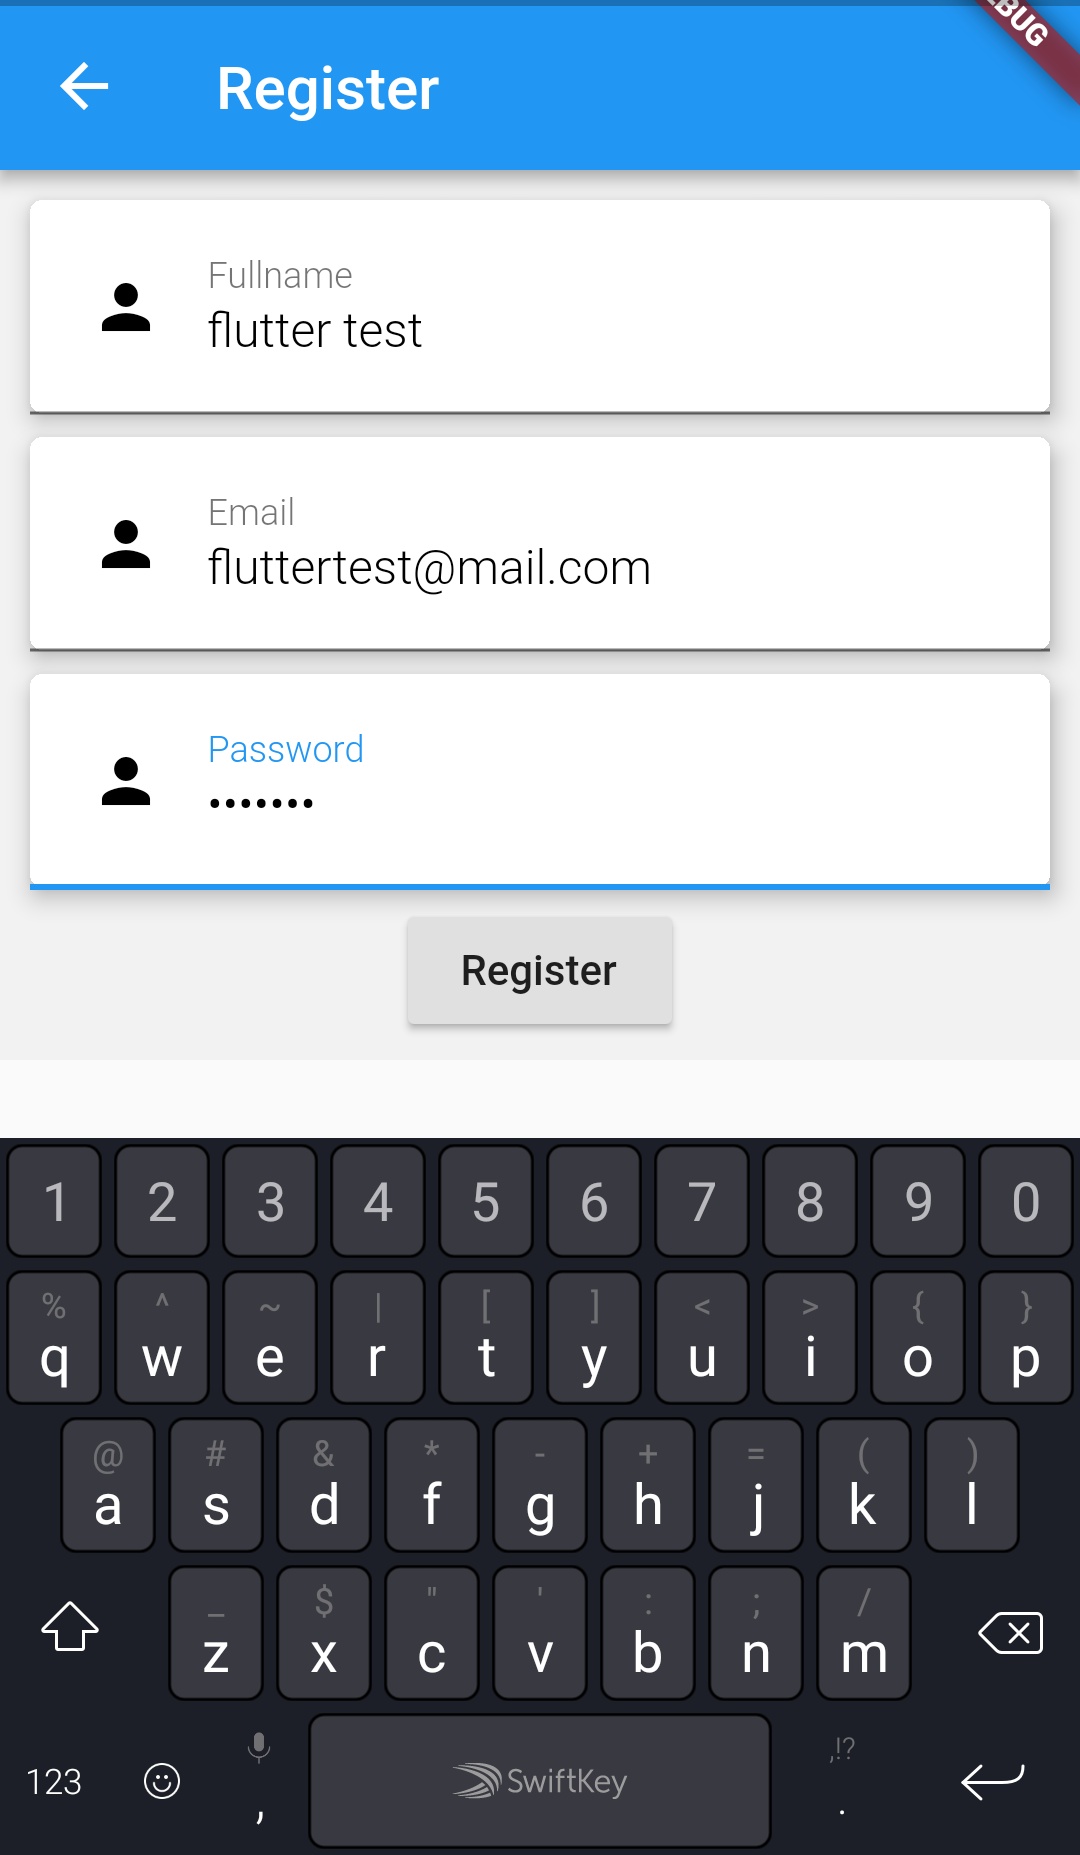 EBUG
Register
Fullname
flutter test
Email
fluttertest@mail.com
Password
•••••••
Register
1 2 3 4 5 6 7 8 9 0
% ^ ~ | [ ] < > { }
q w e r t y u i o p
@ # & * - + = ( )
a s d f g h j k l
_ $ " ' : ; /
z x c v b n m
,!?
123 , SwiftKey .